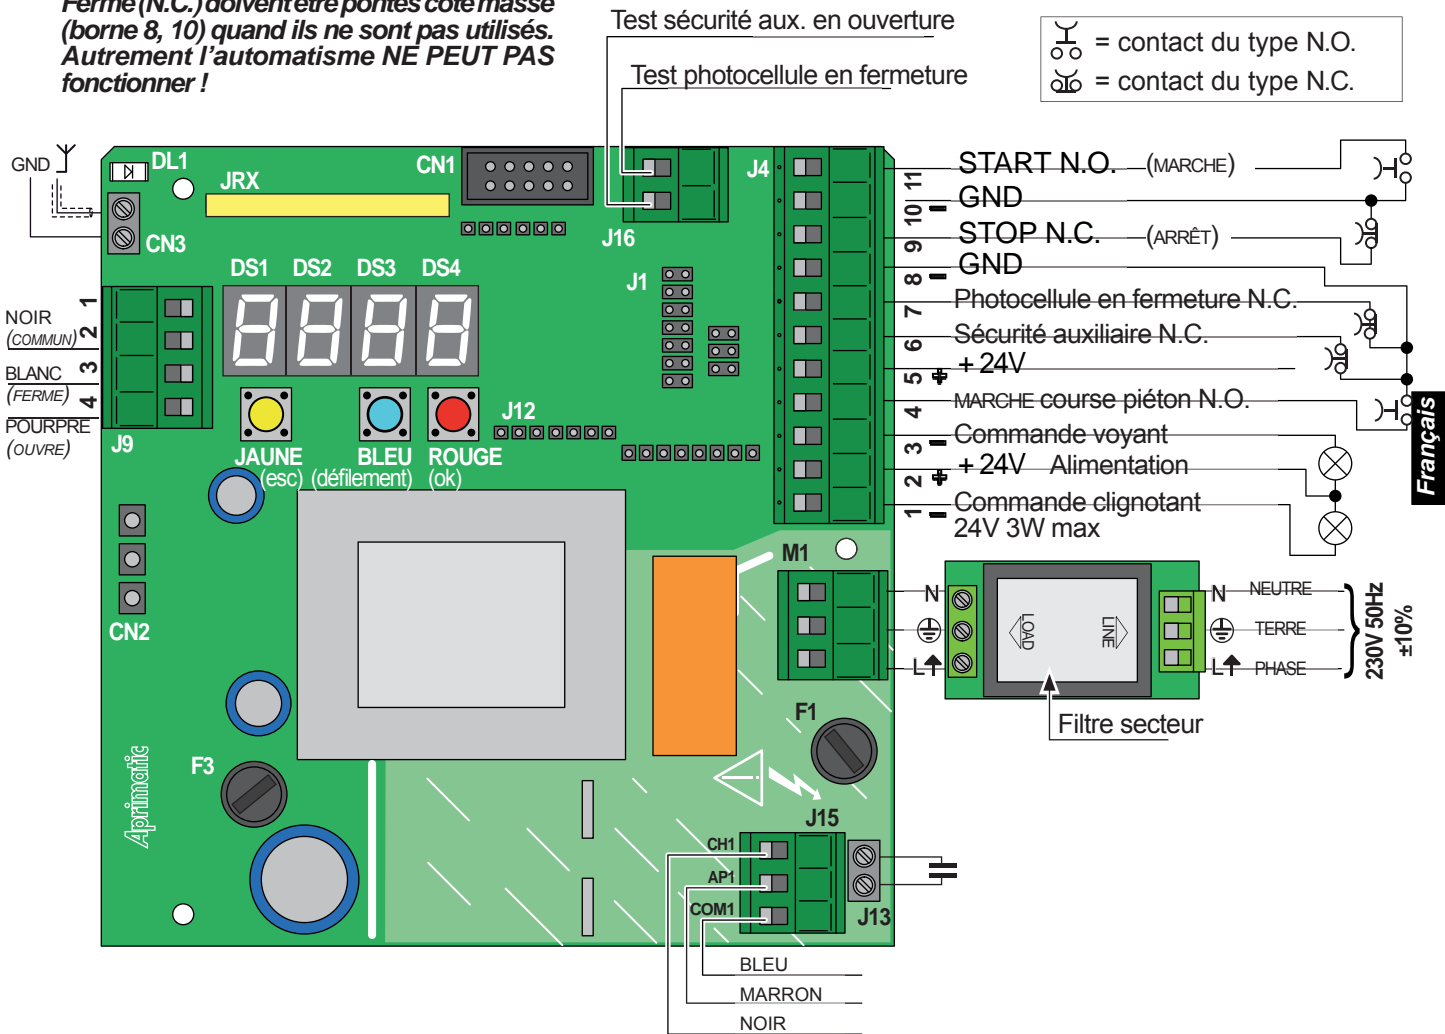 Fermé (N.C.) doivent être pontés côté masse
(borne 8, 10) quand ils ne sont pas utilisés.
Autrement l'automatisme NE PEUT PAS
fonctionner !
Test sécurité aux. en ouverture
Test photocellule en fermeture
= contact du type N.O.
= contact du type N.C.
GND
DL1
JRX
CN1
J4
CN3
J16
J1
DS1 DS2 DS3 DS4
11 START N.O. (MARCHE)
10 - GND
9 STOP N.C. (ARRÊT)
8 - GND
7 Photocellule en fermeture N.C.
6 Sécurité auxiliaire N.C.
5 + + 24V
4 MARCHE course piéton N.O.
3 - Commande voyant
2 + + 24V Alimentation
1 - Commande clignotant
24V 3W max
1
NOIR
(COMMUN) 2
BLANC 3
(FERME)
4
POURPRE
(OUVRE)
J9
8 8 8 8
J12
JAUNE BLEU ROUGE
(esc) (défilement) (ok)
Français
CN2
M1
N
L
LOAD
LINE
N NEUTRE
TERRE
L PHASE
230V 50Hz
±10%
Filtre secteur
F1
F3
Aprimatic
J15
CH1
AP1
COM1
J13
BLEU
MARRON
NOIR